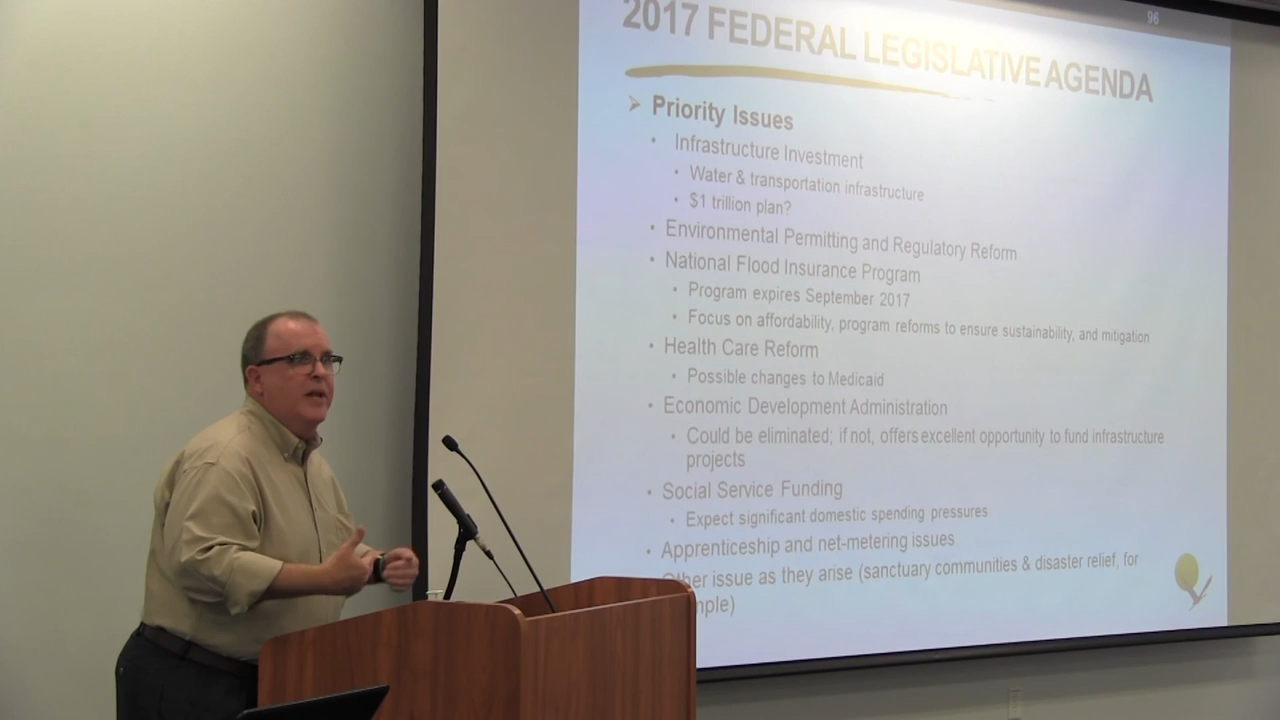 96
2017 FEDERAL LEGISLATIVE AGENDA
➢ Priority Issues
• Infrastructure Investment
• Water & transportation infrastructure
• $1 trillion plan?
• Environmental Permitting and Regulatory Reform
• National Flood Insurance Program
• Program expires September 2017
• Focus on affordability, program reforms to ensure sustainability, and mitigation
• Health Care Reform
• Possible changes to Medicaid
• Economic Development Administration
• Could be eliminated; if not, offers excellent opportunity to fund infrastructure
projects
• Social Service Funding
• Expect significant domestic spending pressures
• Apprenticeship and net-metering issues
Other issue as they arise (sanctuary communities & disaster relief, for
mple)